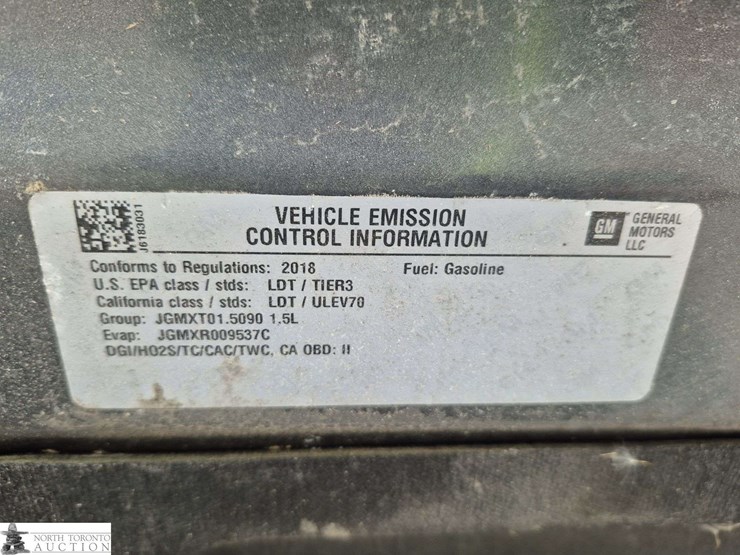 J6183031
VEHICLE EMISSION
CONTROL INFORMATION
GM
GENERAL
MOTORS
LLC
Conforms to Regulations: 2018 Fuel: Gasoline
U.S. EPA class / stds: LDT / TIER3
California class / stds: LDT / ULEV70
Group: JGMXT01.5090 1.5L
Evap: JGMXR009537C
DGI/HO2S/TC/CAC/TWC, CA OBD: II
NORTH TORONTO
AUCTION